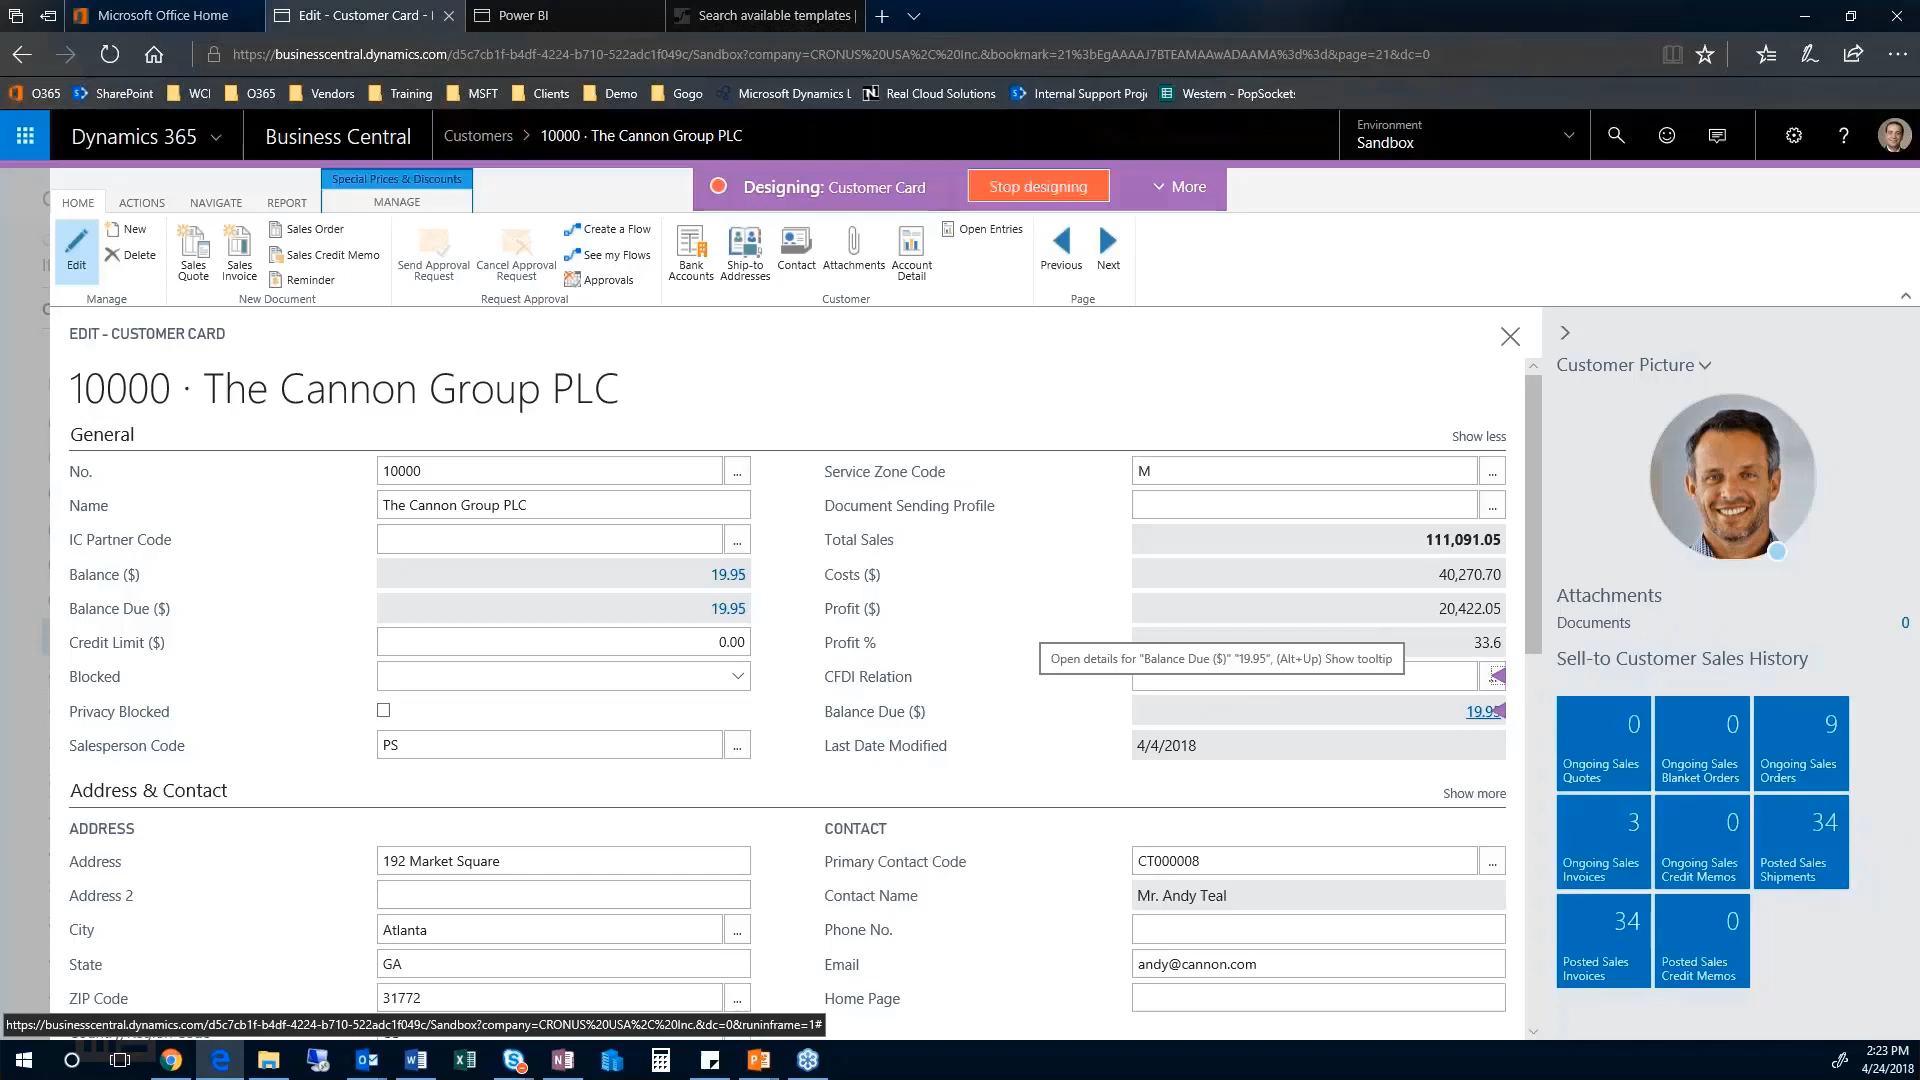 Microsoft Office Home
Edit - Customer Card - I
Power BI
Search available templates |
https://businesscentral.dynamics.com/d5c7cb1f-b4df-4224-b710-522adc1f049c/Sandbox?company=CRONUS%20USA%2C%20Inc.&bookmark=21%3bEgAAAAJ7BTEAMAAwADAAMA%3d%3d&page=21&dc=0
O365
SharePoint
WCI
O365
Vendors
Training
MSFT
Clients
Demo
Gogo
Microsoft Dynamics L
Real Cloud Solutions
Internal Support Proj
Western - PopSockets
Dynamics 365
Business Central
Customers > 10000 · The Cannon Group PLC
Environment
Sandbox
Special Prices & Discounts
Designing: Customer Card
Stop designing
More
HOME
ACTIONS
NAVIGATE
REPORT
MANAGE
Edit
New
Delete
Manage
Sales Quote
Sales Invoice
Sales Order
Sales Credit Memo
Reminder
New Document
Send Approval Request
Cancel Approval Request
Create a Flow
See my Flows
Approvals
Request Approval
Bank Accounts
Ship-to Addresses
Contact
Attachments
Account Detail
Open Entries
Customer
Previous
Next
Page
EDIT - CUSTOMER CARD
10000 · The Cannon Group PLC
General
Show less
No.
10000
...
Name
The Cannon Group PLC
IC Partner Code
...
Balance ($)
19.95
Balance Due ($)
19.95
Credit Limit ($)
0.00
Blocked
Privacy Blocked
Salesperson Code
PS
...
Service Zone Code
M
...
Document Sending Profile
...
Total Sales
111,091.05
Costs ($)
40,270.70
Profit ($)
20,422.05
Profit %
33.6
Open details for "Balance Due ($)" "19.95", (Alt+Up) Show tooltip
CFDI Relation
Balance Due ($)
19.95
Last Date Modified
4/4/2018
Address & Contact
Show more
ADDRESS
Address
192 Market Square
Address 2
City
Atlanta
...
State
GA
ZIP Code
31772
...
CONTACT
Primary Contact Code
CT000008
...
Contact Name
Mr. Andy Teal
Phone No.
Email
andy@cannon.com
Home Page
Customer Picture
Attachments
Documents
0
Sell-to Customer Sales History
0
Ongoing Sales Quotes
0
Ongoing Sales Blanket Orders
9
Ongoing Sales Orders
3
Ongoing Sales Invoices
0
Ongoing Sales Credit Memos
34
Posted Sales Shipments
34
Posted Sales Invoices
0
Posted Sales Credit Memos
https://businesscentral.dynamics.com/d5c7cb1f-b4df-4224-b710-522adc1f049c/Sandbox?company=CRONUS%20USA%2C%20Inc.&dc=0&runinframe=1#
2:23 PM
4/24/2018